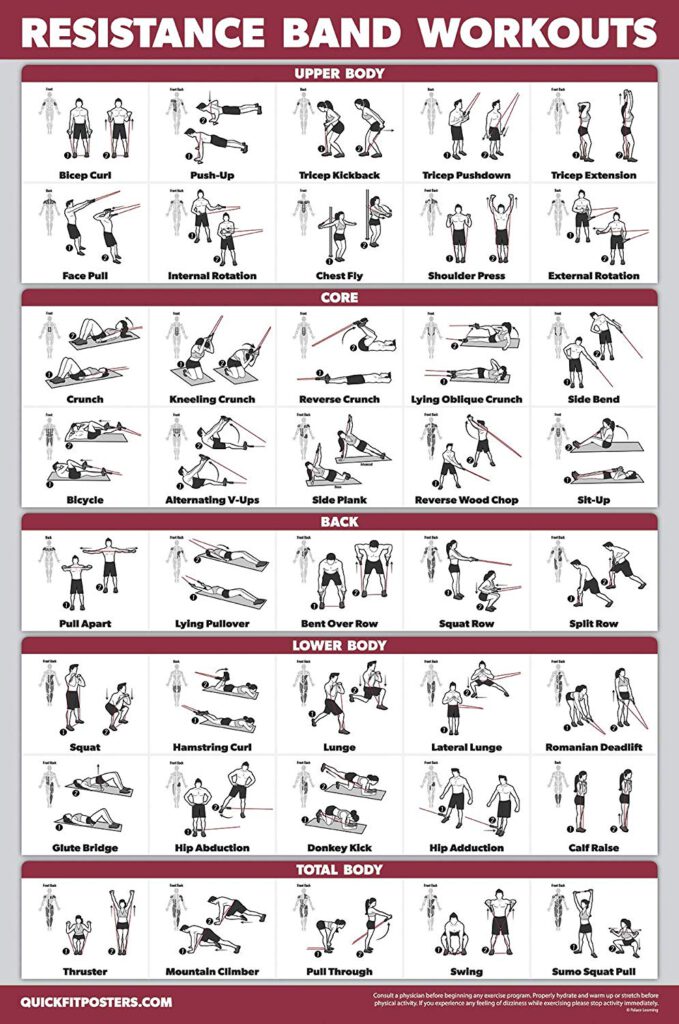 RESISTANCE BAND WORKOUTS
UPPER BODY
Bicep Curl
Push-Up
Tricep Kickback
Tricep Pushdown
Tricep Extension
Face Pull
Internal Rotation
Chest Fly
Shoulder Press
External Rotation
CORE
Crunch
Kneeling Crunch
Reverse Crunch
Lying Oblique Crunch
Side Bend
Bicycle
Alternating V-Ups
Side Plank
Reverse Wood Chop
Sit-Up
BACK
Pull Apart
Lying Pullover
Bent Over Row
Squat Row
Split Row
LOWER BODY
Squat
Hamstring Curl
Lunge
Lateral Lunge
Romanian Deadlift
Glute Bridge
Hip Abduction
Donkey Kick
Hip Adduction
Calf Raise
TOTAL BODY
Thruster
Mountain Climber
Pull Through
Swing
Sumo Squat Pull
QUICKFITPOSTERS.COM
Consult a physician before beginning any exercise program. Properly hydrate and warm up or stretch before
physical activity. If you experience any feeling of dizziness while exercising please stop activity immediately.
© Palace Learning